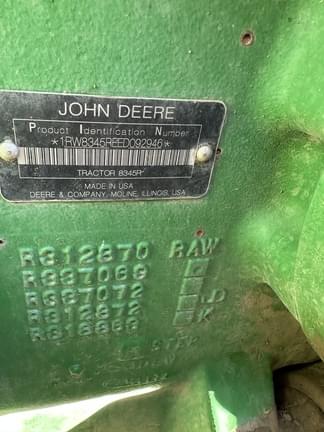 JOHN DEERE
Product Identification Number
*1RW8345REED092946*
TRACTOR 8345R
MADE IN USA
DEERE & COMPANY, MOLINE, ILLINOIS, USA
R312870 RAW
R337069
R337072
R312872